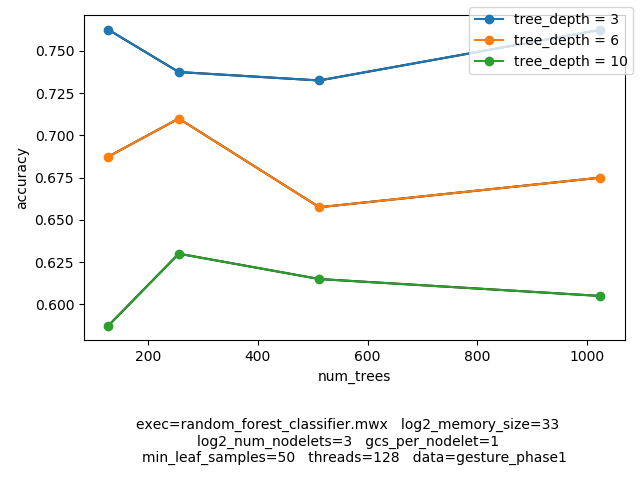 tree_depth = 3
tree_depth = 6
tree_depth = 10
0.750
0.725
0.700
0.675
0.650
0.625
0.600
accuracy
200
400
600
800
1000
num_trees
exec=random_forest_classifier.mwx log2_memory_size=33
log2_num_nodelets=3 gcs_per_nodelet=1
min_leaf_samples=50 threads=128 data=gesture_phase1